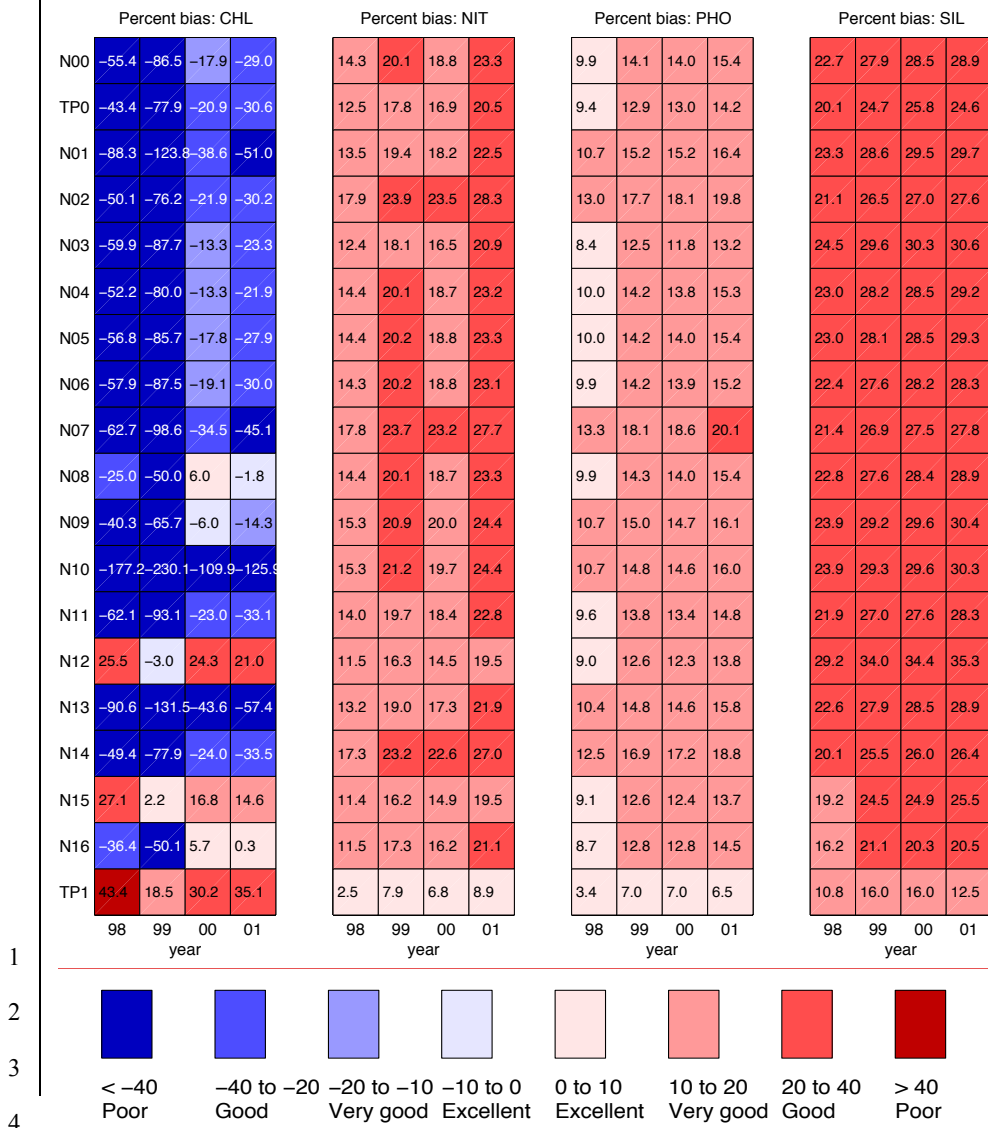 Percent bias: CHL Percent bias: NIT Percent bias: PHO Percent bias: SIL
N00 −55.4 −86.5 −17.9 −29.0 14.3 20.1 18.8 23.3 9.9 14.1 14.0 15.4 22.7 27.9 28.5 28.9
TP0 −43.4 −77.9 −20.9 −30.6 12.5 17.8 16.9 20.5 9.4 12.9 13.0 14.2 20.1 24.7 25.8 24.6
N01 −88.3 −123.8 −38.6 −51.0 13.5 19.4 18.2 22.5 10.7 15.2 15.2 16.4 23.3 28.6 29.5 29.7
N02 −50.1 −76.2 −21.9 −30.2 17.9 23.9 23.5 28.3 13.0 17.7 18.1 19.8 21.1 26.5 27.0 27.6
N03 −59.9 −87.7 −13.3 −23.3 12.4 18.1 16.5 20.9 8.4 12.5 11.8 13.2 24.5 29.6 30.3 30.6
N04 −52.2 −80.0 −13.3 −21.9 14.4 20.1 18.7 23.2 10.0 14.2 13.8 15.3 23.0 28.2 28.5 29.2
N05 −56.8 −85.7 −17.8 −27.9 14.4 20.2 18.8 23.3 10.0 14.2 14.0 15.4 23.0 28.1 28.5 29.3
N06 −57.9 −87.5 −19.1 −30.0 14.3 20.2 18.8 23.1 9.9 14.2 13.9 15.2 22.4 27.6 28.2 28.3
N07 −62.7 −98.6 −34.5 −45.1 17.8 23.7 23.2 27.7 13.3 18.1 18.6 20.1 21.4 26.9 27.5 27.8
N08 −25.0 −50.0 6.0 −1.8 14.4 20.1 18.7 23.3 9.9 14.3 14.0 15.4 22.8 27.6 28.4 28.9
N09 −40.3 −65.7 −6.0 −14.3 15.3 20.9 20.0 24.4 10.7 15.0 14.7 16.1 23.9 29.2 29.6 30.4
N10 −177.2 −230.1 −109.9 −125.9 15.3 21.2 19.7 24.4 10.7 14.8 14.6 16.0 23.9 29.3 29.6 30.3
N11 −62.1 −93.1 −23.0 −33.1 14.0 19.7 18.4 22.8 9.6 13.8 13.4 14.8 21.9 27.0 27.6 28.3
N12 25.5 −3.0 24.3 21.0 11.5 16.3 14.5 19.5 9.0 12.6 12.3 13.8 29.2 34.0 34.4 35.3
N13 −90.6 −131.5 −43.6 −57.4 13.2 19.0 17.3 21.9 10.4 14.8 14.6 15.8 22.6 27.9 28.5 28.9
N14 −49.4 −77.9 −24.0 −33.5 17.3 23.2 22.6 27.0 12.5 16.9 17.2 18.8 20.1 25.5 26.0 26.4
N15 27.1 2.2 16.8 14.6 11.4 16.2 14.9 19.5 9.1 12.6 12.4 13.7 19.2 24.5 24.9 25.5
N16 −36.4 −50.1 5.7 0.3 11.5 17.3 16.2 21.1 8.7 12.8 12.8 14.5 16.2 21.1 20.3 20.5
TP1 43.4 18.5 30.2 35.1 2.5 7.9 6.8 8.9 3.4 7.0 7.0 6.5 10.8 16.0 16.0 12.5
98 99 00 01 98 99 00 01 98 99 00 01 98 99 00 01
year year year year
1
2
3
< −40 −40 to −20 −20 to −10 −10 to 0 0 to 10 10 to 20 20 to 40 > 40
Poor Good Very good Excellent Excellent Very good Good Poor
4